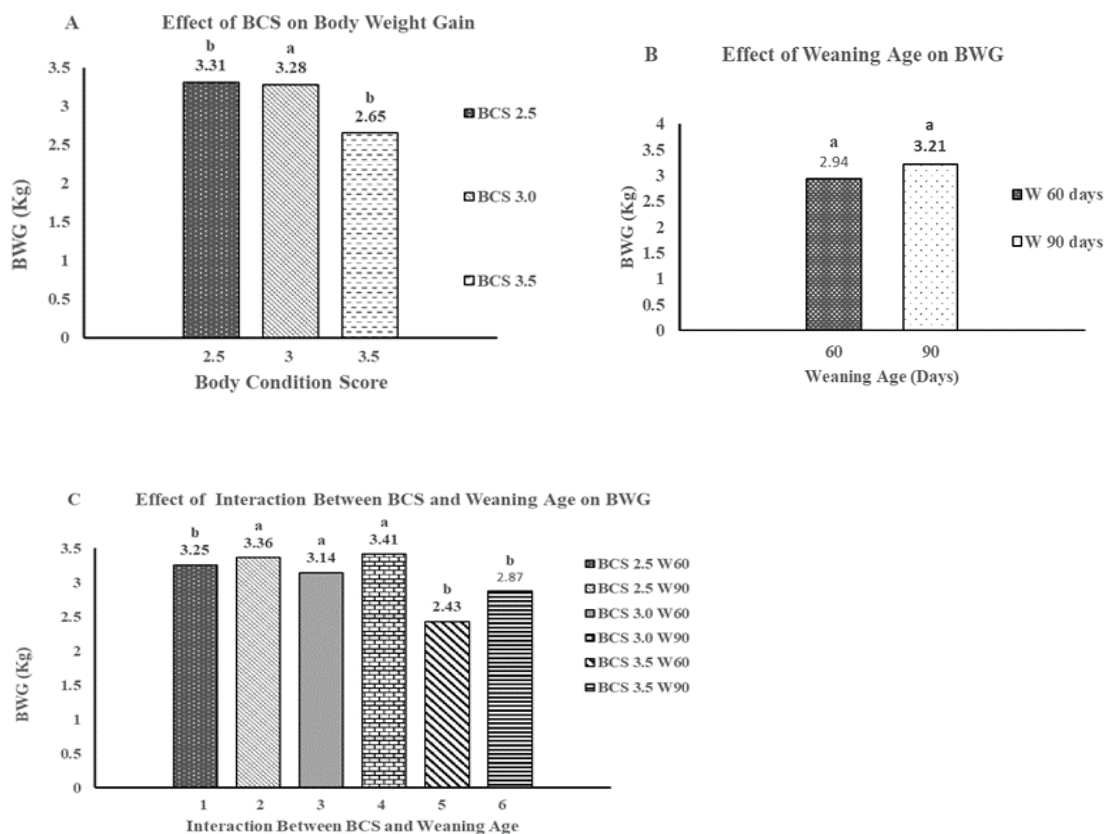 A
Effect of BCS on Body Weight Gain
b
a
b
3.31
3.28
2.65
3.5
3
2.5
2
1.5
1
0.5
0
BWG (Kg)
2.5
3
3.5
Body Condition Score
BCS 2.5
BCS 3.0
BCS 3.5
B
Effect of Weaning Age on BWG
a
a
2.94
3.21
4
3.5
3
2.5
2
1.5
1
0.5
0
BWG (Kg)
60
90
Weaning Age (Days)
W 60 days
W 90 days
C
Effect of Interaction Between BCS and Weaning Age on BWG
b
a
a
a
b
b
3.25
3.36
3.14
3.41
2.43
2.87
3.5
3
2.5
2
1.5
1
0.5
0
BWG (Kg)
1
2
3
4
5
6
Interaction Between BCS and Weaning Age
BCS 2.5 W60
BCS 2.5 W90
BCS 3.0 W60
BCS 3.0 W90
BCS 3.5 W60
BCS 3.5 W90